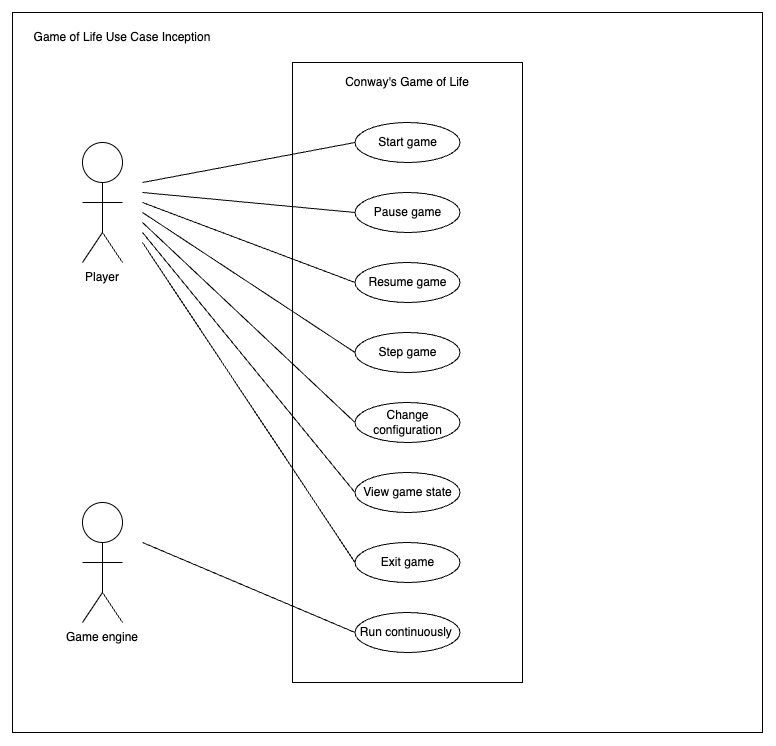 Game of Life Use Case Inception
Conway's Game of Life
Start game
Pause game
Resume game
Step game
Change
configuration
View game state
Exit game
Run continuously
Player
Game engine